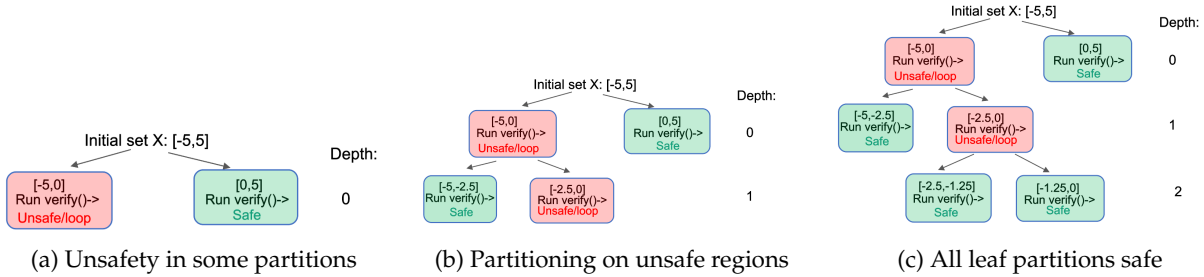 Initial set X: [-5,5]
Depth:
[-5,0]
Run verify()->
Unsafe/loop
[0,5]
Run verify()->
Safe
0
(a) Unsafety in some partitions
Initial set X: [-5,5]
Depth:
[-5,0]
Run verify()->
Unsafe/loop
[0,5]
Run verify()->
Safe
0
[-5,-2.5]
Run verify()->
Safe
[-2.5,0]
Run verify()->
Unsafe/loop
1
(b) Partitioning on unsafe regions
Initial set X: [-5,5]
Depth:
[-5,0]
Run verify()->
Unsafe/loop
[0,5]
Run verify()->
Safe
0
[-5,-2.5]
Run verify()->
Safe
[-2.5,0]
Run verify()->
Unsafe/loop
1
[-2.5,-1.25]
Run verify()->
Safe
[-1.25,0]
Run verify()->
Safe
2
(c) All leaf partitions safe